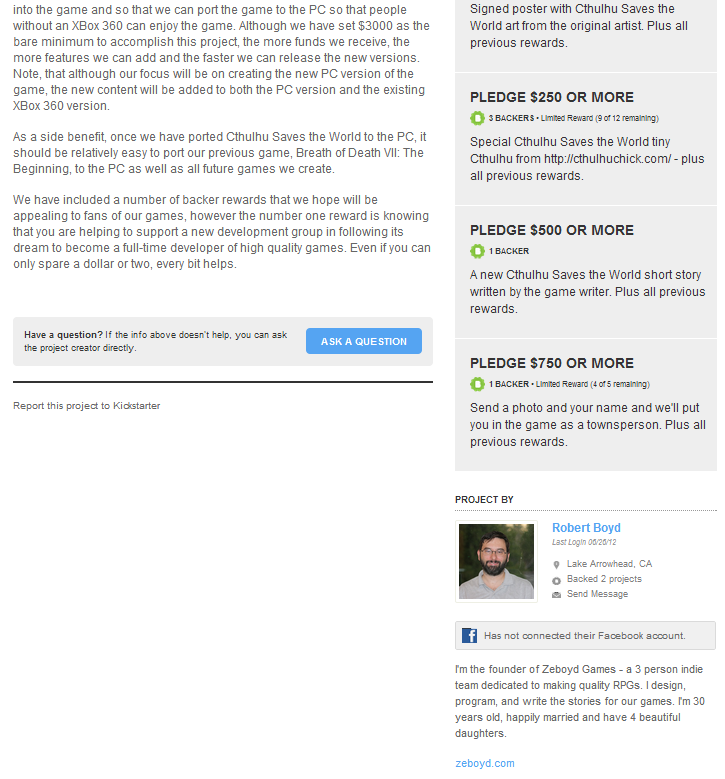 into the game and so that we can port the game to the PC so that people
without an XBox 360 can enjoy the game. Although we have set $3000 as the
bare minimum to accomplish this project, the more funds we receive, the
more features we can add and the faster we can release the new versions.
Note, that although our focus will be on creating the new PC version of the
game, the new content will be added to both the PC version and the existing
XBox 360 version.
As a side benefit, once we have ported Cthulhu Saves the World to the PC, it
should be relatively easy to port our previous game, Breath of Death VII: The
Beginning, to the PC as well as all future games we create.
We have included a number of backer rewards that we hope will be
appealing to fans of our games, however the number one reward is knowing
that you are helping to support a new development group in following its
dream to become a full-time developer of high quality games. Even if you can
only spare a dollar or two, every bit helps.
Have a question? If the info above doesn't help, you can ask
the project creator directly.
ASK A QUESTION
Report this project to Kickstarter
Signed poster with Cthulhu Saves the
World art from the original artist. Plus all
previous rewards.
PLEDGE $250 OR MORE
3 BACKERS • Limited Reward (9 of 12 remaining)
Special Cthulhu Saves the World tiny
Cthulhu from http://cthulhuchick.com/ - plus
all previous rewards.
PLEDGE $500 OR MORE
1 BACKER
A new Cthulhu Saves the World short story
written by the game writer. Plus all previous
rewards.
PLEDGE $750 OR MORE
1 BACKER • Limited Reward (4 of 5 remaining)
Send a photo and your name and we'll put
you in the game as a townsperson. Plus all
previous rewards.
PROJECT BY
Robert Boyd
Last Login 06/26/12
Lake Arrowhead, CA
Backed 2 projects
Send Message
f
Has not connected their Facebook account.
I'm the founder of Zeboyd Games - a 3 person indie
team dedicated to making quality RPGs. I design,
program, and write the stories for our games. I'm 30
years old, happily married and have 4 beautiful
daughters.
zeboyd.com